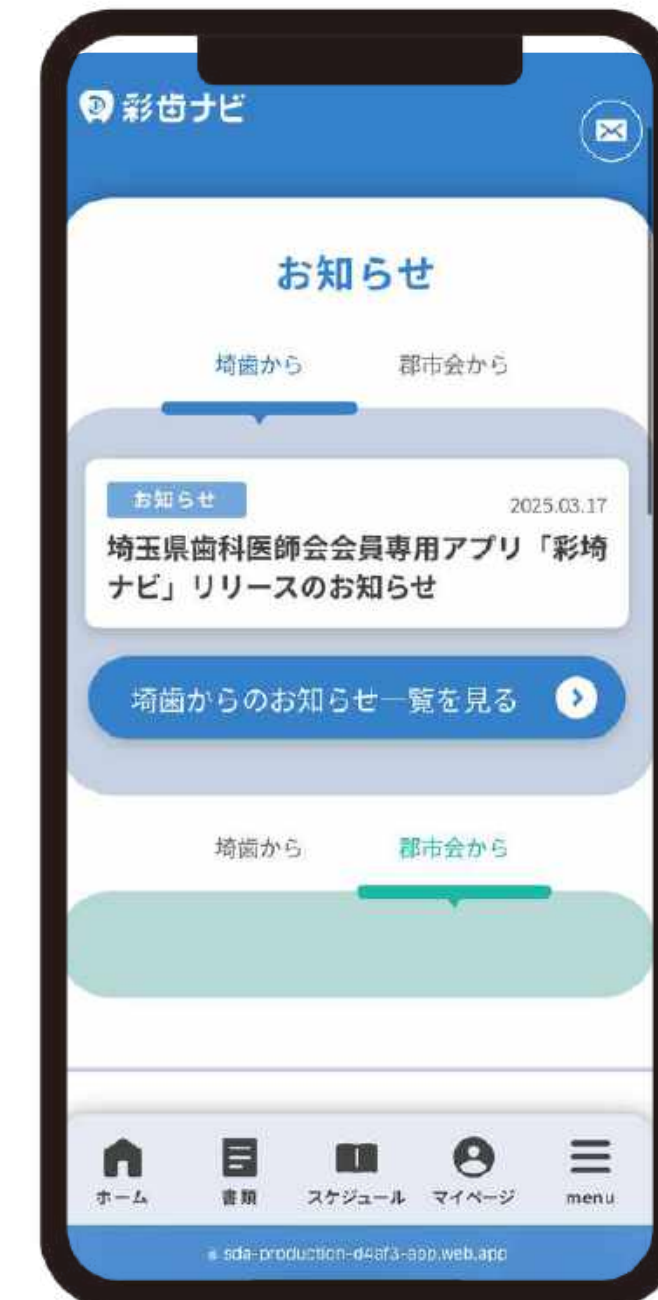 彩歯ナビ
お知らせ
埼歯から 郡市会から
お知らせ 2025.03.17
埼玉県歯科医師会会員専用アプリ「彩埼
ナビ」リリースのお知らせ
埼歯からのお知らせ一覧を見る
埼歯から 郡市会から
ホーム 書類 スケジュール マイページ menu
sda-production-d4af3-app.web.app